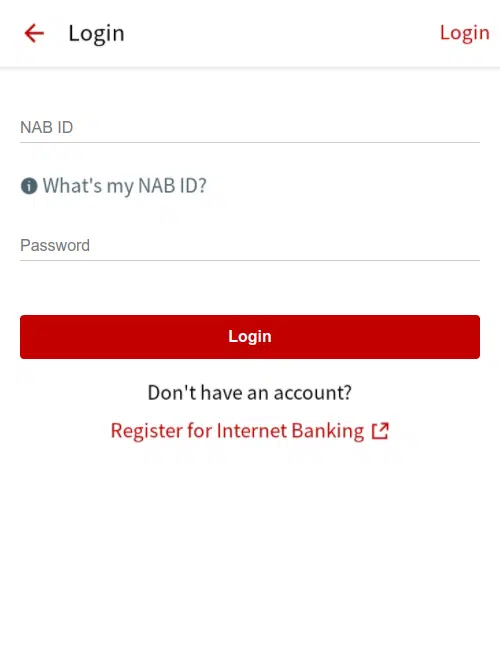 Login
Login
NAB ID
What's my NAB ID?
Password
Login
Don't have an account?
Register for Internet Banking